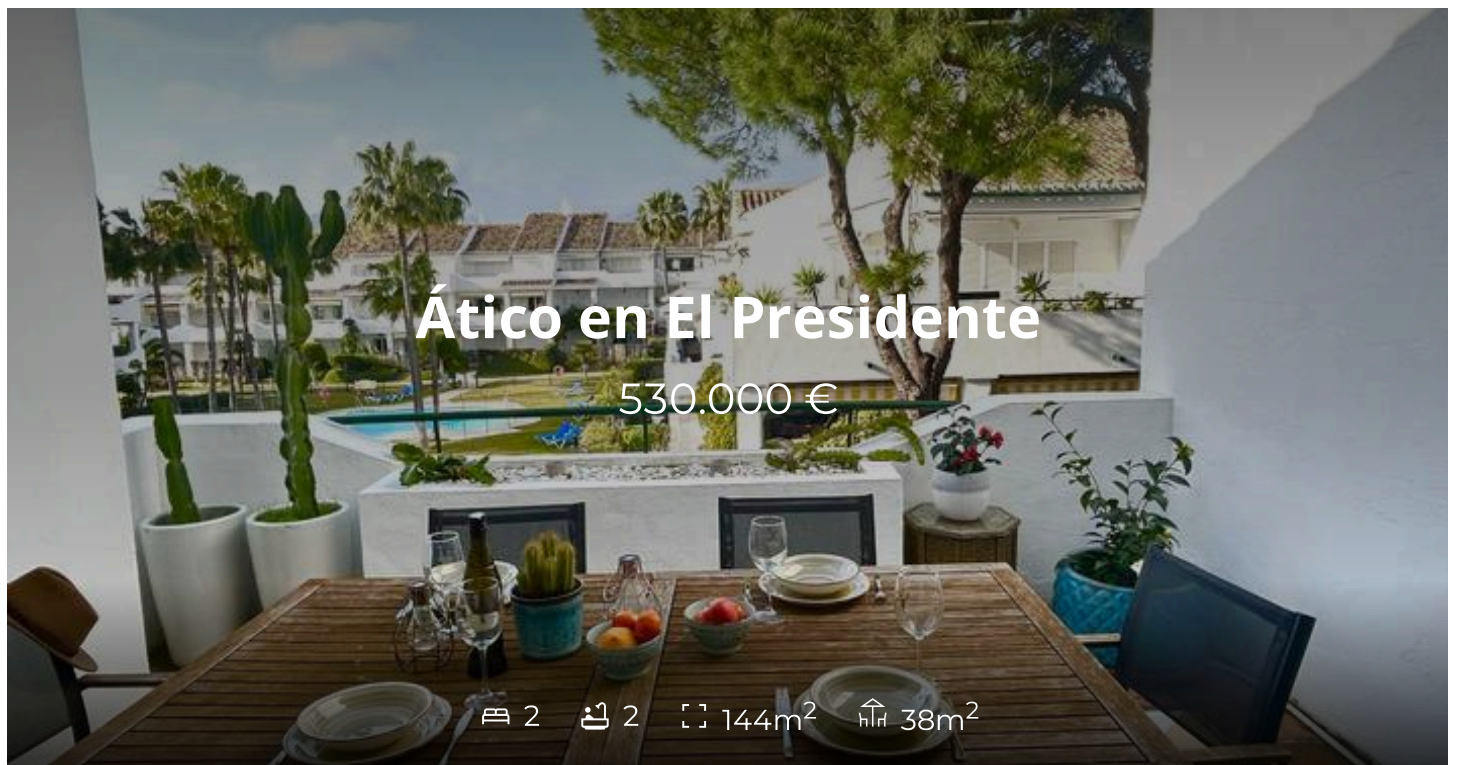 Ático en El Presidente
530.000 €
2 2 144m² 38m²